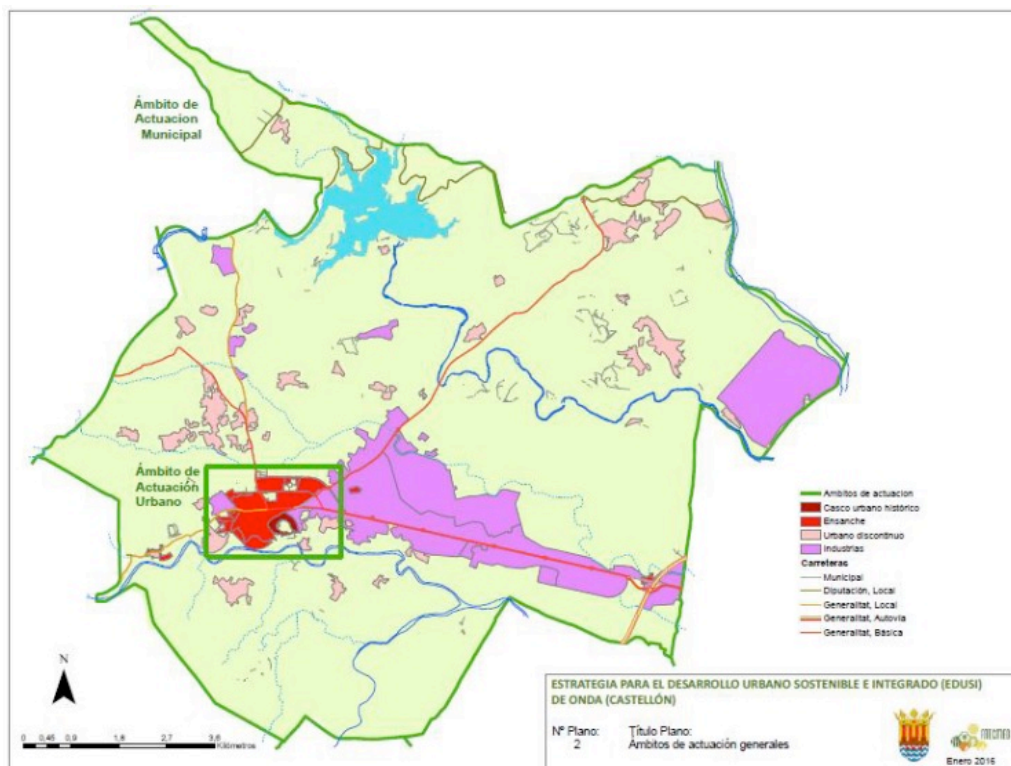 Ámbito de
Actuacion
Municipal
Ámbito de
Actuación
Urbano
Ambitos de actuacion
Casco urbano histórico
Ensanche
Urbano discontinuo
Industrias
Carreteras
Municipal
Diputación, Local
Generalitat, Local
Generalitat, Autovía
Generalitat, Básica
N
0 0,45 0,9 1,8 2,7 3,6
Kilómetros
ESTRATEGIA PARA EL DESARROLLO URBANO SOSTENIBLE E INTEGRADO (EDUSI)
DE ONDA (CASTELLÓN)
Nº Plano: Título Plano:
2 Ámbitos de actuación generales
Enero 2016